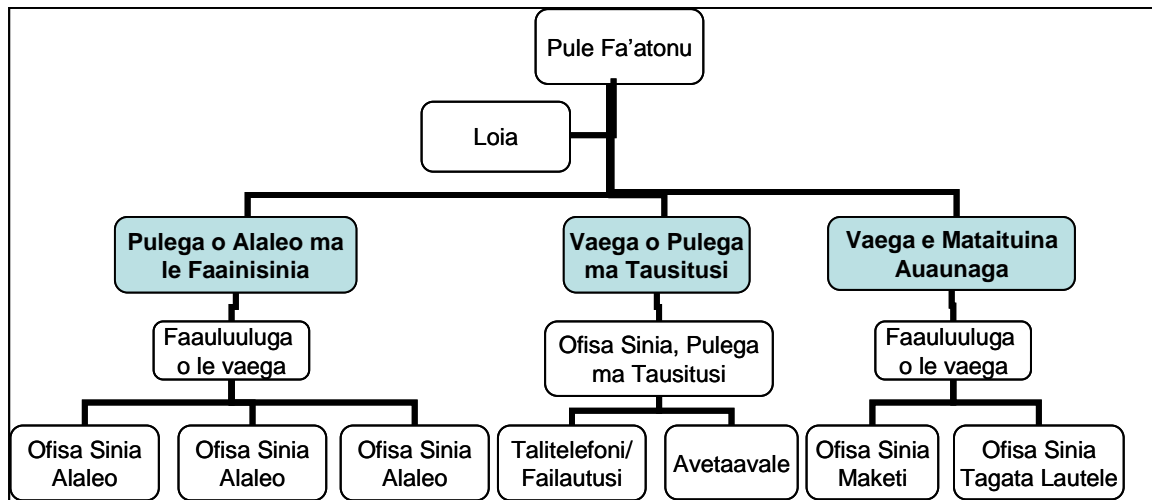 Pule Fa'atonu
Loia
Pulega o Alaleo ma
le Faainisinia
Vaega o Pulega
ma Tausitusi
Vaega e Mataituina
Auaunaga
Faauluuluga
o le vaega
Ofisa Sinia, Pulega
ma Tausitusi
Faauluuluga
o le vaega
Ofisa Sinia
Alaleo
Ofisa Sinia
Alaleo
Ofisa Sinia
Alaleo
Talitelefoni/
Failautusi
Avetaavale
Ofisa Sinia
Maketi
Ofisa Sinia
Tagata Lautele